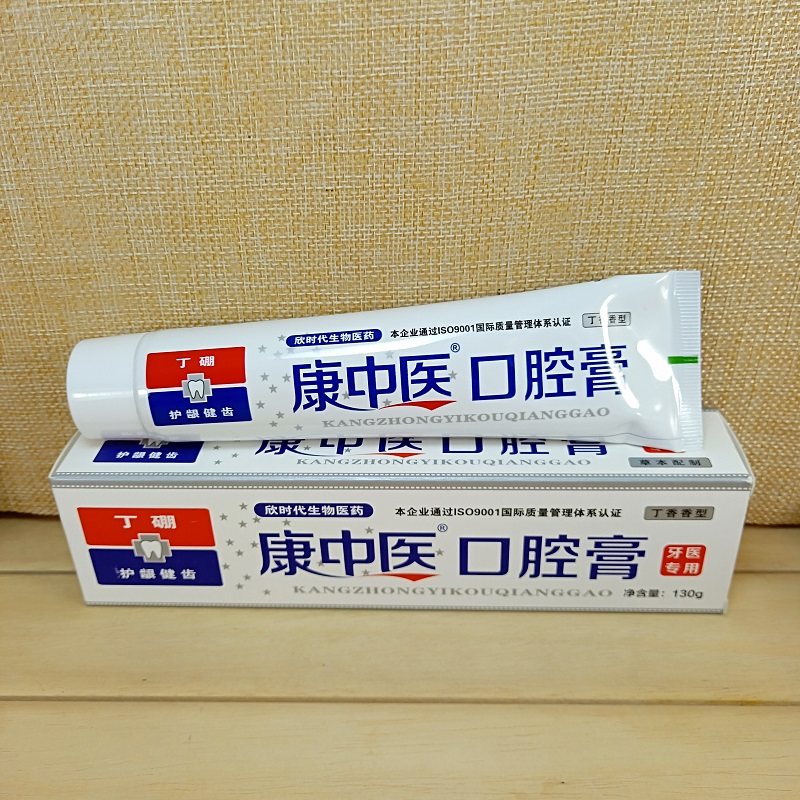 欣时代生物医药 本企业通过ISO9001国际质量管理体系认证 丁香香型
丁硼
护龈健齿
康中医® 口腔膏
KANGZHONGYIKOUQIANGGAO
护龈健齿
康中医 口腔膏
KANGZHONGYIKOUQIANGGAO
草本配制
欣时代生物医药 本企业通过ISO9001国际质量管理体系认证 丁香香型
丁硼
护龈健齿
康中医® 口腔膏
牙医
专用
KANGZHONGYIKOUQIANGGAO
净含量：130g